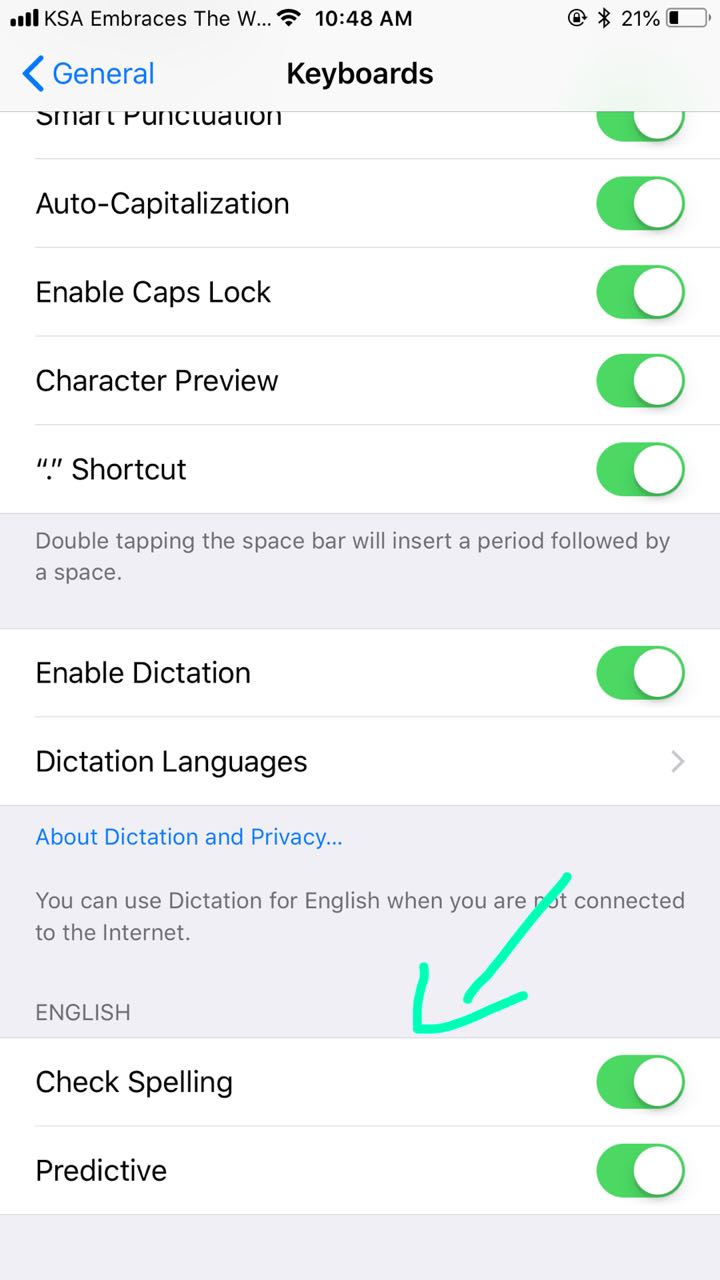 KSA Embraces The W... 10:48 AM 21%
General Keyboards
Smart Punctuation
Auto-Capitalization
Enable Caps Lock
Character Preview
“.” Shortcut
Double tapping the space bar will insert a period followed by
a space.
Enable Dictation
Dictation Languages
About Dictation and Privacy...
You can use Dictation for English when you are not connected
to the Internet.
ENGLISH
Check Spelling
Predictive